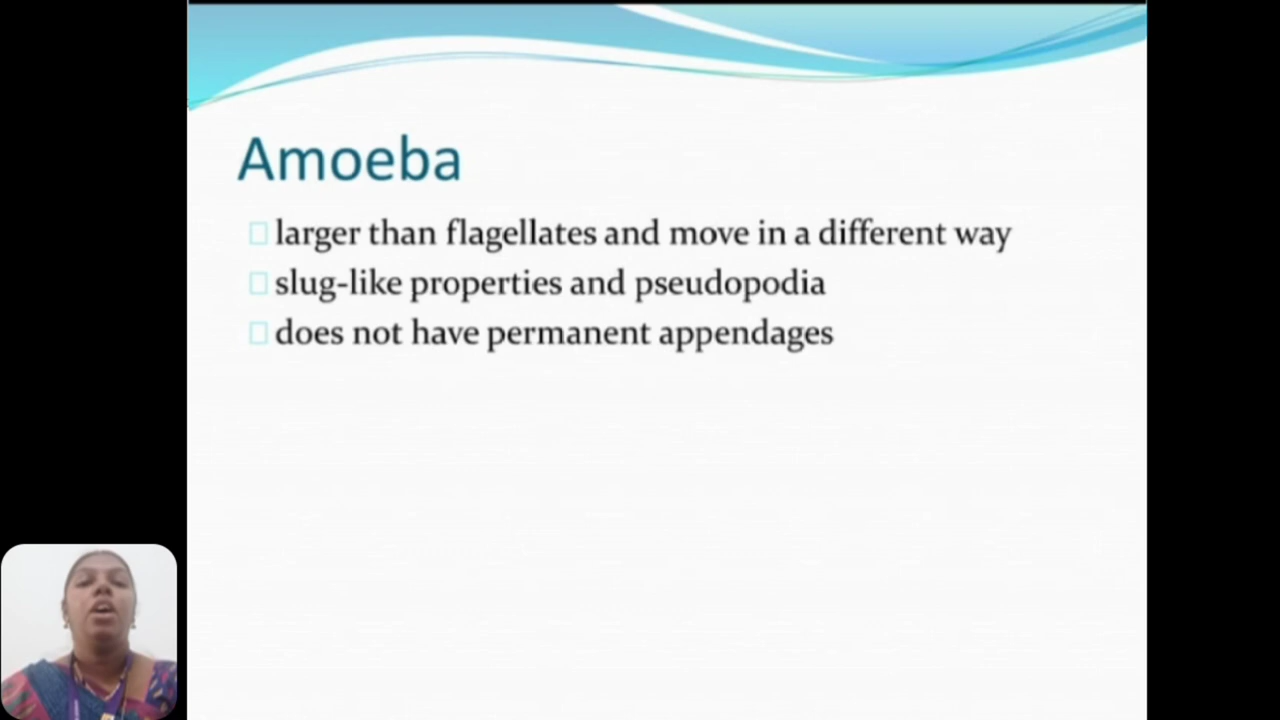 Amoeba
larger than flagellates and move in a different way
slug-like properties and pseudopodia
does not have permanent appendages